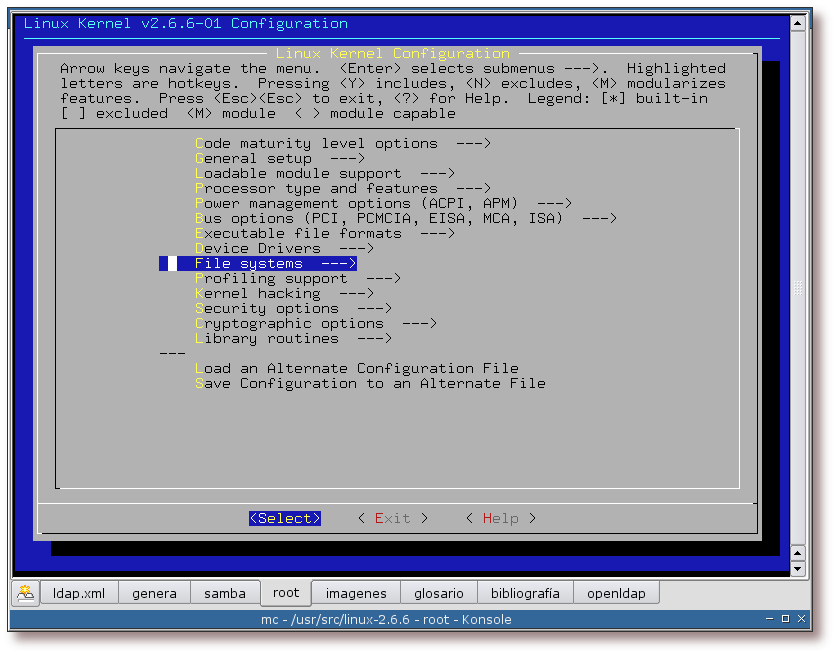 Linux Kernel v2.6.6-01 Configuration
Linux Kernel Configuration
Arrow keys navigate the menu.  <Enter> selects submenus --->.  Highlighted
letters are hotkeys.  Pressing <Y> includes, <N> excludes, <M> modularizes
features.  Press <Esc><Esc> to exit, <?> for Help.  Legend: [*] built-in
[ ] excluded  <M> module  < > module capable
Code maturity level options  --->
General setup  --->
Loadable module support  --->
Processor type and features  --->
Power management options (ACPI, APM)  --->
Bus options (PCI, PCMCIA, EISA, MCA, ISA)  --->
Executable file formats  --->
Device Drivers  --->
File systems  --->
Profiling support  --->
Kernel hacking  --->
Security options  --->
Cryptographic options  --->
Library routines  --->
---
Load an Alternate Configuration File
Save Configuration to an Alternate File
<Select>    < Exit >    < Help >
ldap.xml genera samba root imagenes glosario bibliografía openldap
mc - /usr/src/linux-2.6.6 - root - Konsole